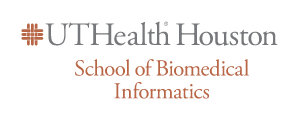 UTHealth® Houston
School of Biomedical
Informatics